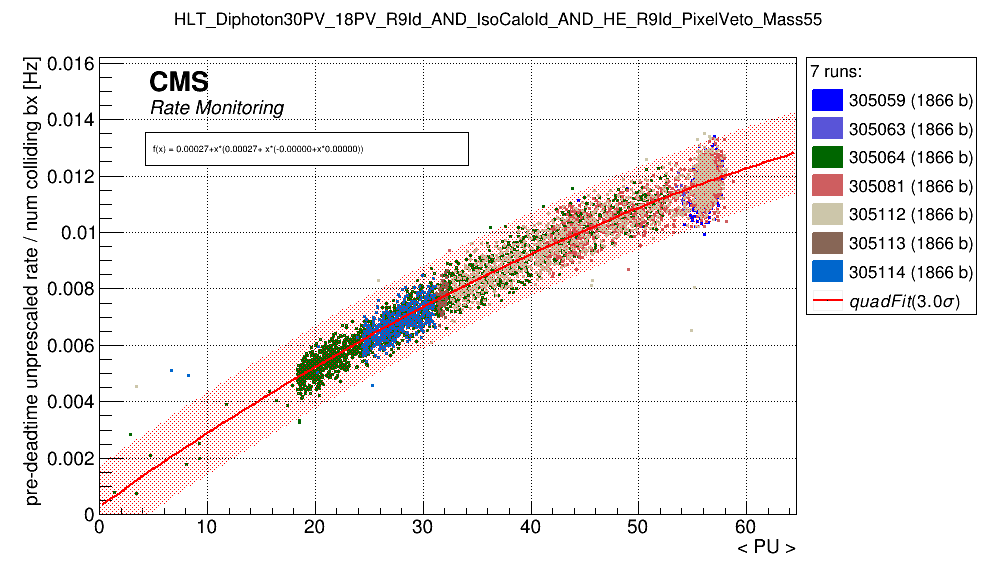 HLT_Diphoton30PV_18PV_R9Id_AND_IsoCaloId_AND_HE_R9Id_PixelVeto_Mass55
pre-deadtime unprescaled rate / num colliding bx [Hz]
0.016
0.014
0.012
0.01
0.008
0.006
0.004
0.002
0
CMS
Rate Monitoring
f(x) = 0.00027+x*(0.00027+ x*(-0.00000+x*0.00000))
0 10 20 30 40 50 60
< PU >
7 runs:
305059 (1866 b)
305063 (1866 b)
305064 (1866 b)
305081 (1866 b)
305112 (1866 b)
305113 (1866 b)
305114 (1866 b)
quadFit(3.0σ)